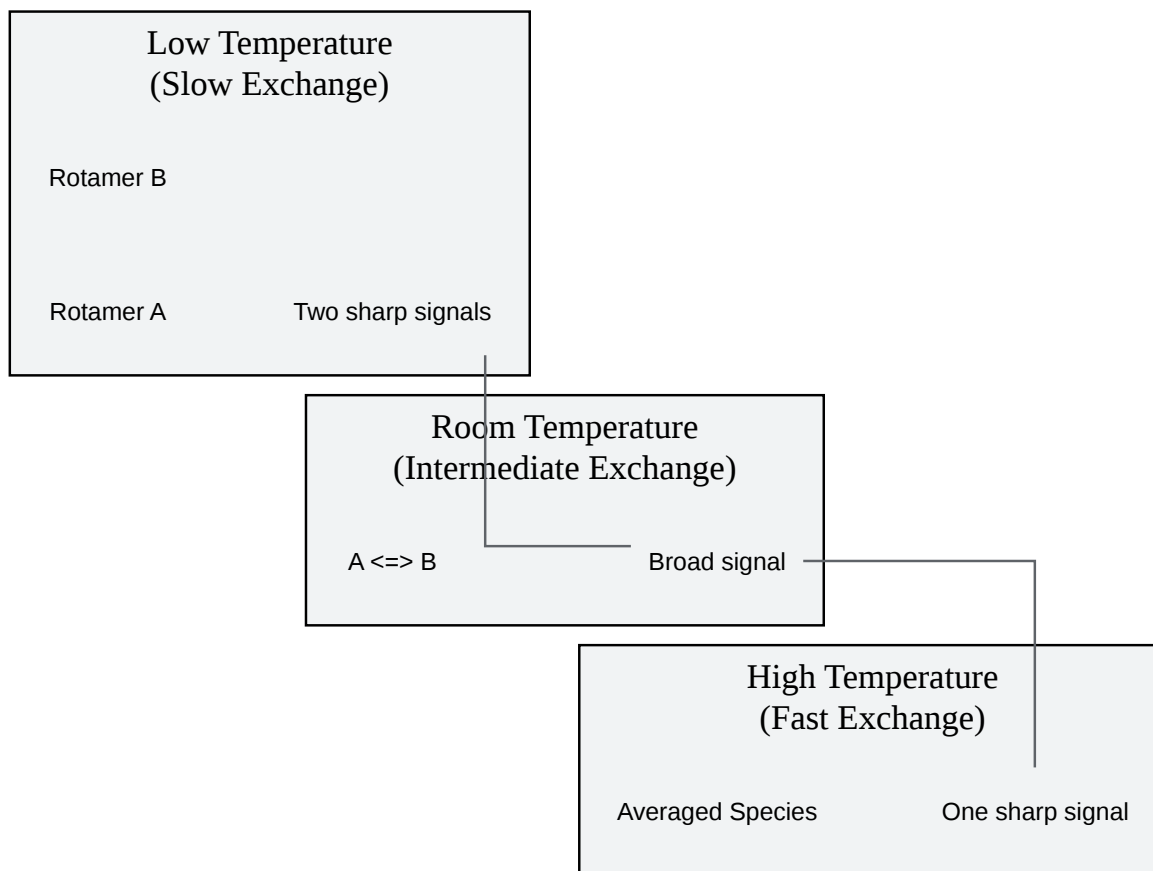 Low Temperature
(Slow Exchange)
Rotamer B
Rotamer A
Two sharp signals
Room Temperature
(Intermediate Exchange)
A <=> B
Broad signal
High Temperature
(Fast Exchange)
Averaged Species
One sharp signal